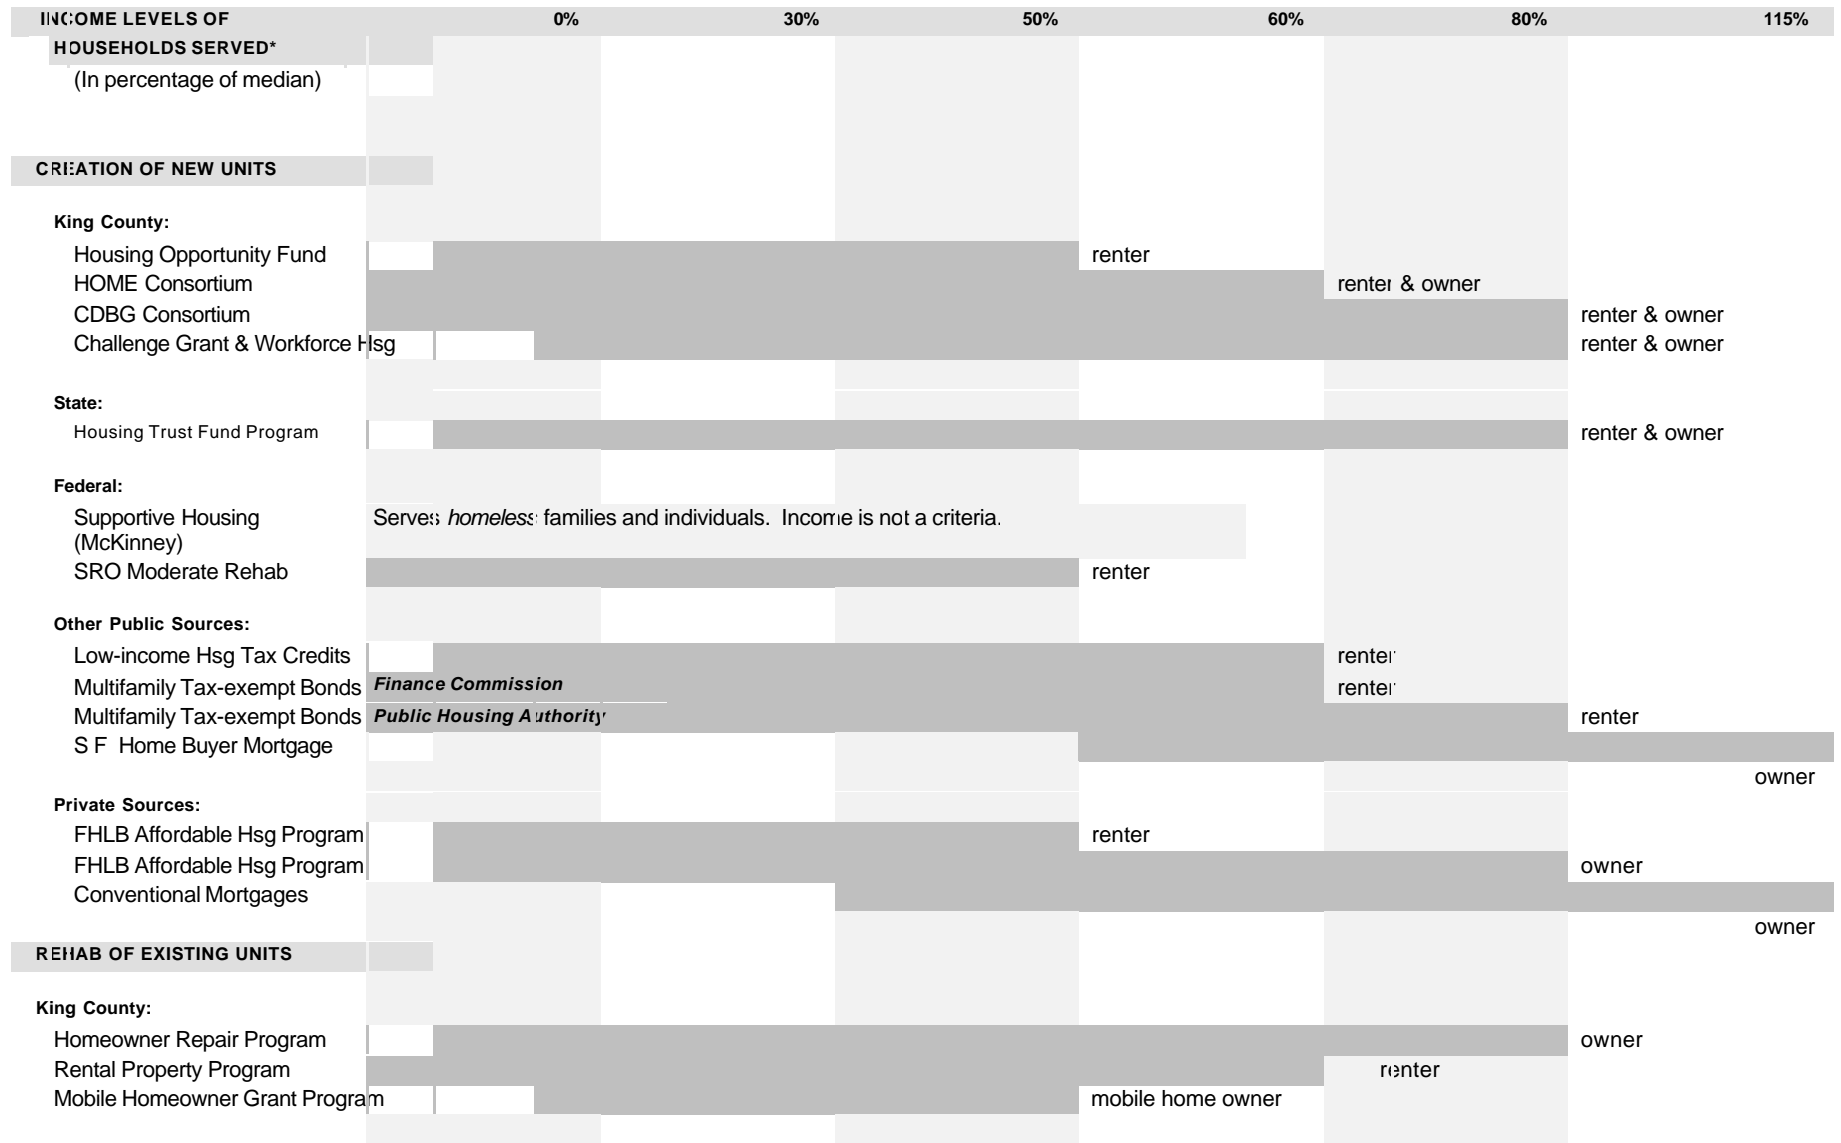 INCOME LEVELS OF 0% 30% 50% 60% 80% 115%
HOUSEHOLDS SERVED*
(In percentage of median)
CREATION OF NEW UNITS
King County:
Housing Opportunity Fund renter
HOME Consortium renter & owner
CDBG Consortium renter & owner
Challenge Grant & Workforce Hsg renter & owner
State:
Housing Trust Fund Program renter & owner
Federal:
Supportive Housing Serves homeless families and individuals. Income is not a criteria.
(McKinney)
SRO Moderate Rehab renter
Other Public Sources:
Low-income Hsg Tax Credits renter
Multifamily Tax-exempt Bonds Finance Commission renter
Multifamily Tax-exempt Bonds Public Housing Authority renter
S F Home Buyer Mortgage
owner
Private Sources:
FHLB Affordable Hsg Program renter
FHLB Affordable Hsg Program owner
Conventional Mortgages
owner
REHAB OF EXISTING UNITS
King County:
Homeowner Repair Program owner
Rental Property Program renter
Mobile Homeowner Grant Program mobile home owner